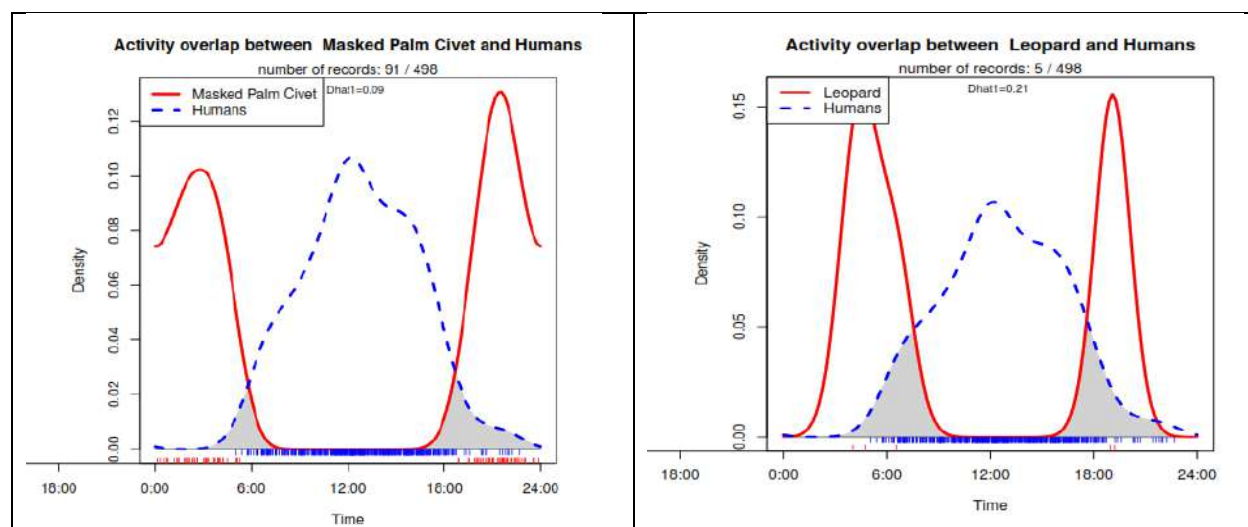 Activity overlap between Masked Palm Civet and Humans
number of records: 91 / 498
Dhat1=0.09
Masked Palm Civet
Humans
Density
0.12
0.10
0.08
0.06
0.04
0.02
0.00
18:00 0:00 6:00 12:00 18:00 24:00
Time
Activity overlap between Leopard and Humans
number of records: 5 / 498
Dhat1=0.21
Leopard
Humans
Density
0.15
0.10
0.05
0.00
18:00 0:00 6:00 12:00 18:00 24:00
Time